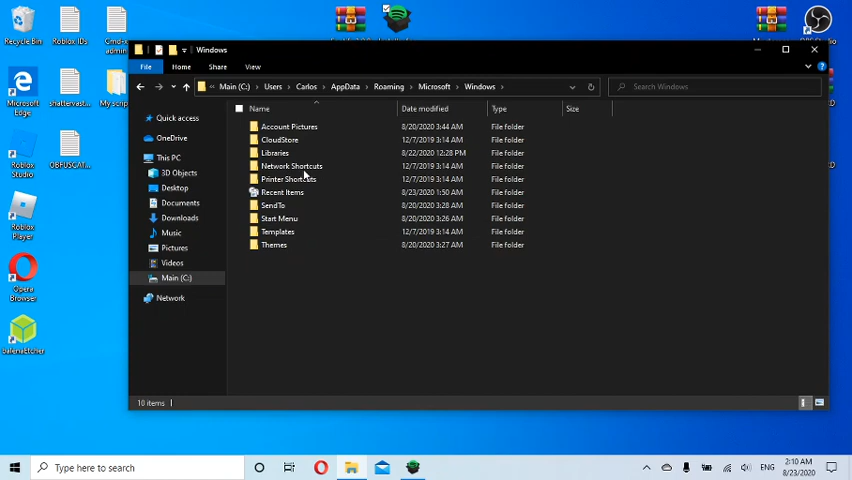 Recycle Bin
Roblox IDs
Cmd-x admin
OBS Studio
Windows
File
Home
Share
View
Main (C:) › Users › Carlos › AppData › Roaming › Microsoft › Windows ›
Search Windows
Name
Date modified
Type
Size
Quick access
OneDrive
This PC
3D Objects
Desktop
Documents
Downloads
Music
Pictures
Videos
Main (C:)
Network
Account Pictures 8/20/2020 3:44 AM File folder
CloudStore 12/7/2019 3:14 AM File folder
Libraries 8/22/2020 12:28 PM File folder
Network Shortcuts 12/7/2019 3:14 AM File folder
Printer Shortcuts 12/7/2019 3:14 AM File folder
Recent Items 8/23/2020 1:50 AM File folder
SendTo 8/20/2020 3:28 AM File folder
Start Menu 8/20/2020 3:26 AM File folder
Templates 12/7/2019 3:14 AM File folder
Themes 8/20/2020 3:27 AM File folder
10 items
Microsoft Edge
shattervast
My scrip
Roblox Studio
OBFUSCAT
Roblox Player
Opera Browser
balenaEtcher
Type here to search
ENG
2:10 AM
8/23/2020